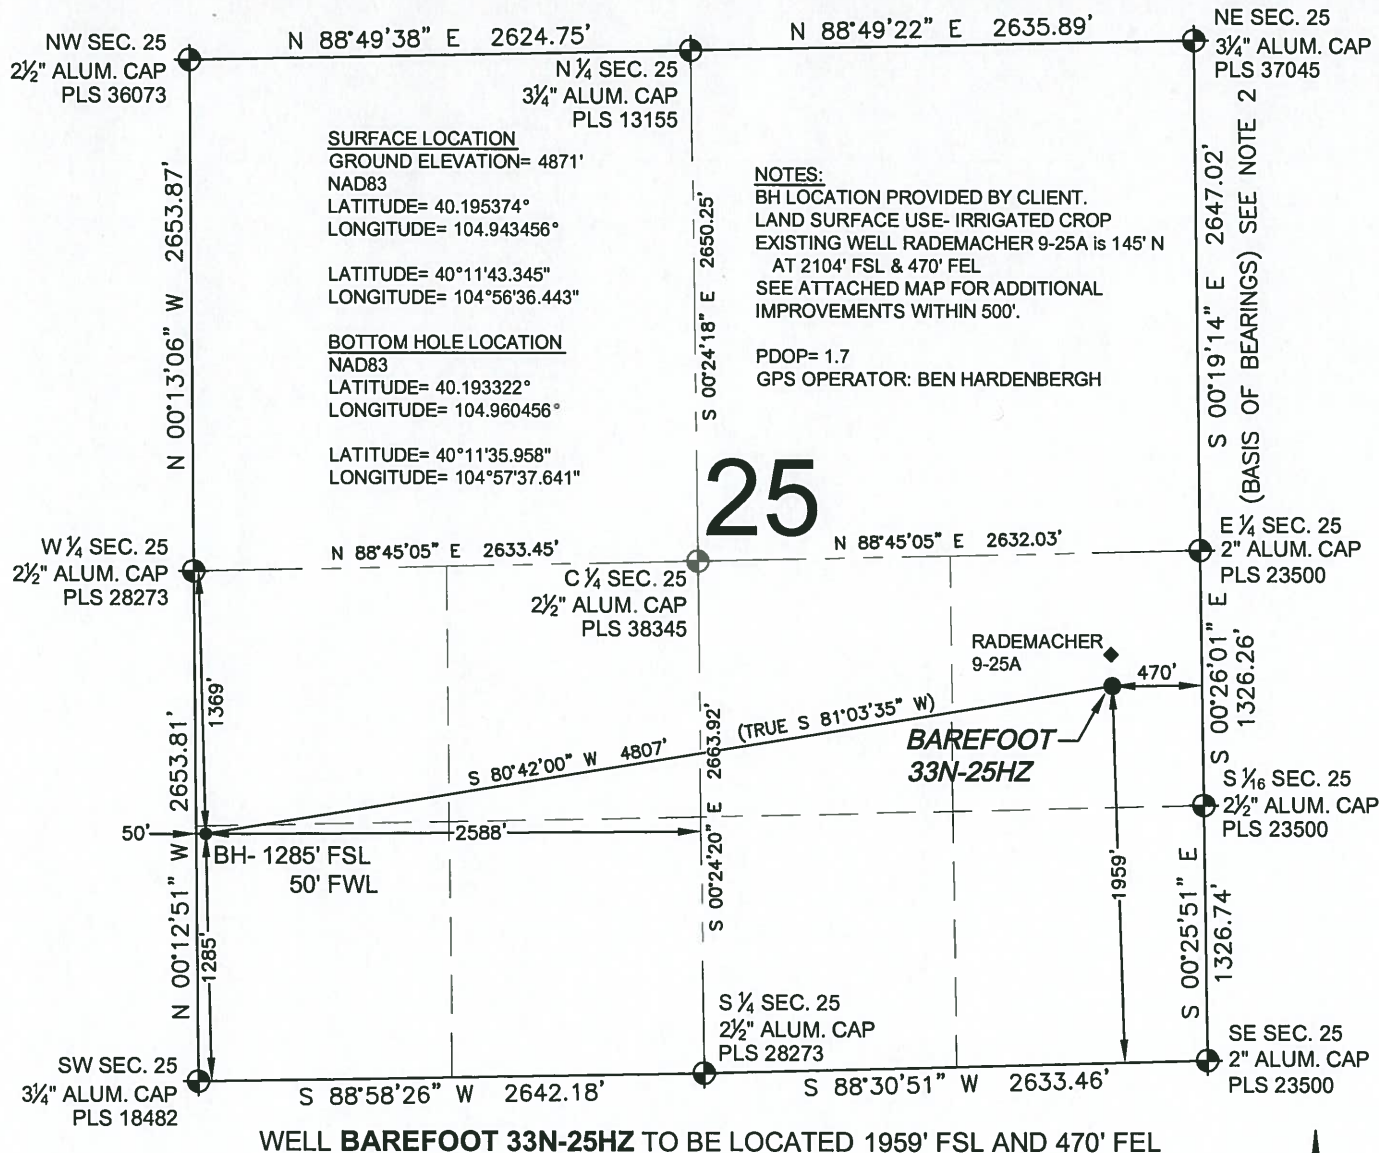 NW SEC. 25
2½" ALUM. CAP
PLS 36073
N 88°49'38" E 2624.75'
N ¼ SEC. 25
3¼" ALUM. CAP
PLS 13155
N 88°49'22" E 2635.89'
NE SEC. 25
3¼" ALUM. CAP
PLS 37045
SURFACE LOCATION
GROUND ELEVATION= 4871'
NAD83
LATITUDE= 40.195374°
LONGITUDE= 104.943456°
LATITUDE= 40°11'43.345"
LONGITUDE= 104°56'36.443"
BOTTOM HOLE LOCATION
NAD83
LATITUDE= 40.193322°
LONGITUDE= 104.960456°
LATITUDE= 40°11'35.958"
LONGITUDE= 104°57'37.641"
NOTES:
BH LOCATION PROVIDED BY CLIENT.
LAND SURFACE USE- IRRIGATED CROP
EXISTING WELL RADEMACHER 9-25A is 145' N
AT 2104' FSL & 470' FEL
SEE ATTACHED MAP FOR ADDITIONAL
IMPROVEMENTS WITHIN 500'.
PDOP= 1.7
GPS OPERATOR: BEN HARDENBERGH
N 00°13'06" W 2653.87'
S 00°24'18" E 2650.25'
S 00°19'14" E 2647.02'
(BASIS OF BEARINGS) SEE NOTE 2
25
W ¼ SEC. 25
2½" ALUM. CAP
PLS 28273
N 88°45'05" E 2633.45'
C ¼ SEC. 25
2½" ALUM. CAP
PLS 38345
N 88°45'05" E 2632.03'
E ¼ SEC. 25
2" ALUM. CAP
PLS 23500
RADEMACHER
9-25A
470'
1369'
S 80°42'00" W 4807'
(TRUE S 81°03'35" W)
BAREFOOT
33N-25HZ
S 00°26'01" E
1326.26'
S 1/16 SEC. 25
2½" ALUM. CAP
PLS 23500
50'
2588'
BH- 1285' FSL
50' FWL
N 00°12'51" W 2653.81'
1285'
S 00°24'20" E 2663.92'
1959'
S 00°25'51" E
1326.74'
S ¼ SEC. 25
2½" ALUM. CAP
PLS 28273
SW SEC. 25
3¼" ALUM. CAP
PLS 18482
S 88°58'26" W 2642.18'
S 88°30'51" W 2633.46'
SE SEC. 25
2" ALUM. CAP
PLS 23500
WELL BAREFOOT 33N-25HZ TO BE LOCATED 1959' FSL AND 470' FEL